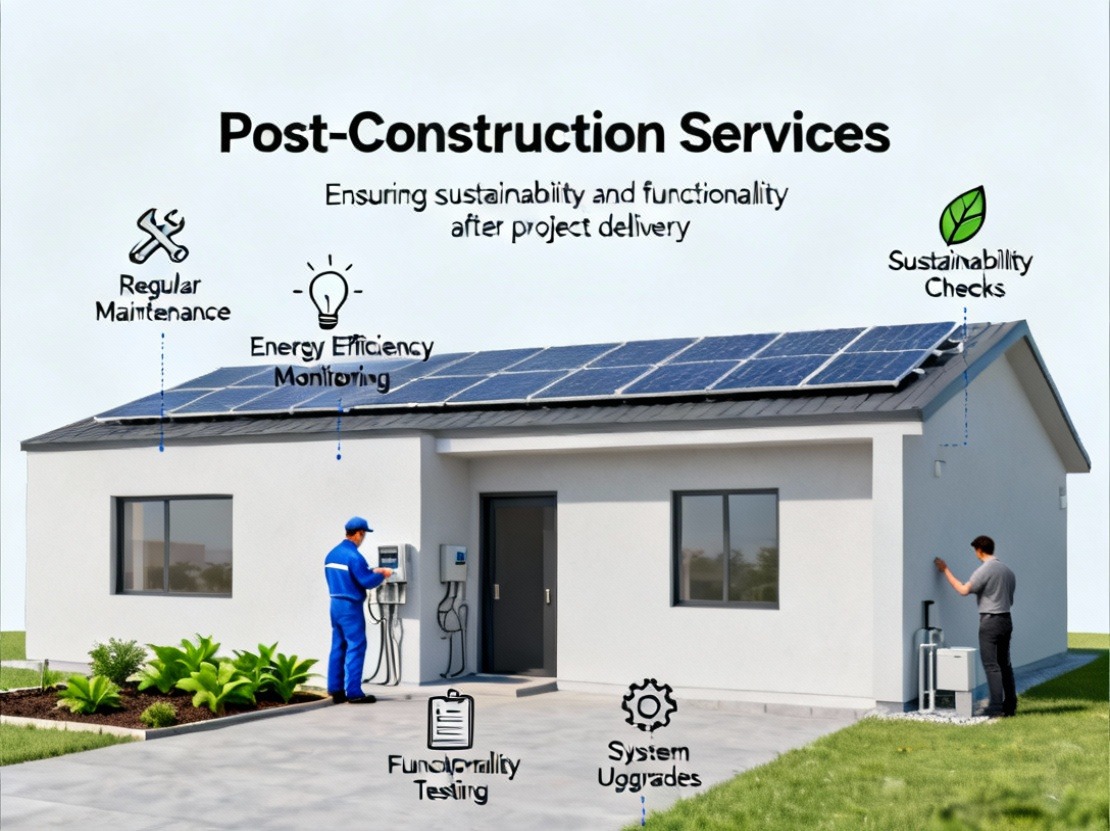 Post-Construction Services
Ensuring sustainability and functionality
after project delivery
Regular
Maintenance
Energy Efficiency
Monitoring
Sustainability
Checks
Testing
System
Upgrades